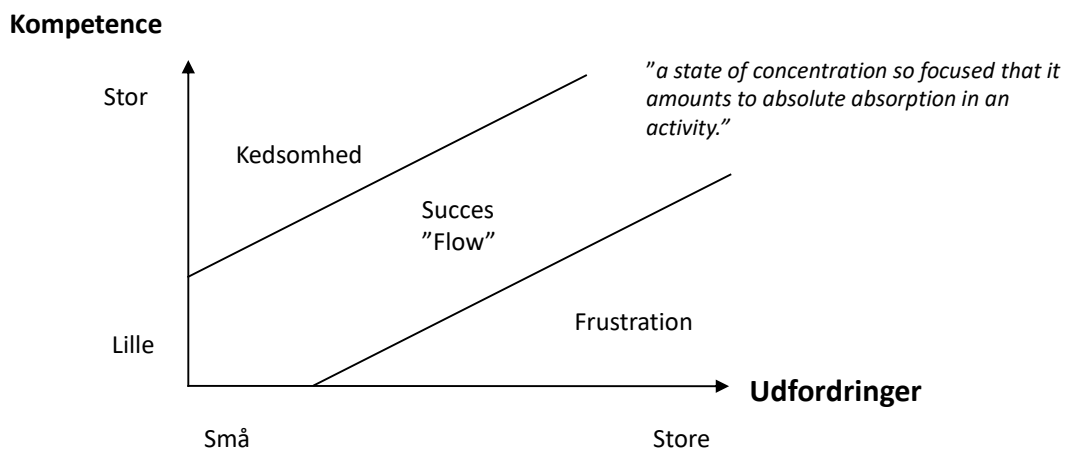 Kompetence
Stor
”a state of concentration so focused that it
amounts to absolute absorption in an
activity.”
Kedsomhed
Succes
”Flow”
Frustration
Lille
Udfordringer
Små
Store